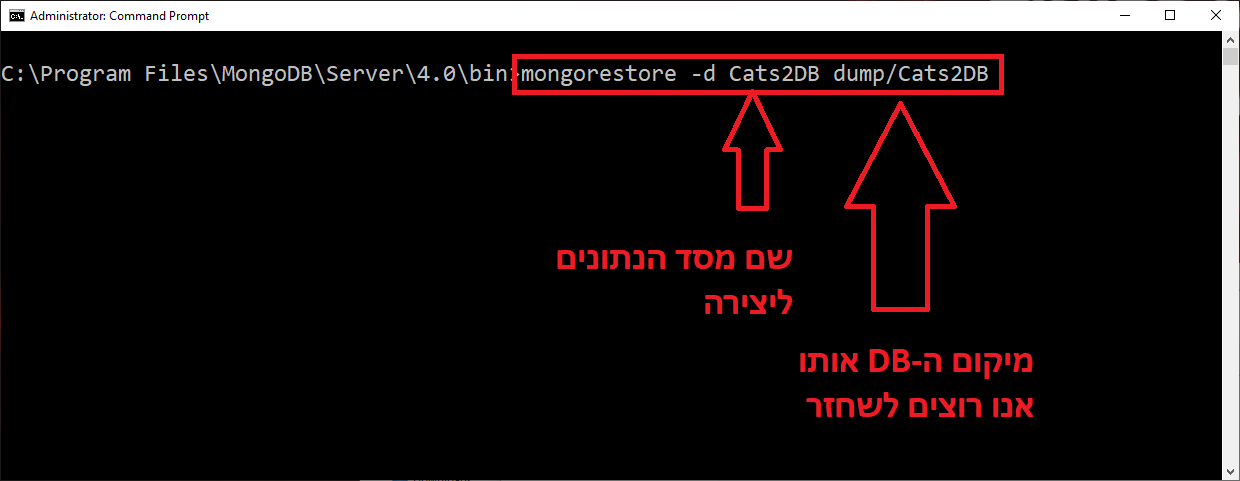 Administrator: Command Prompt
C:\Program Files\MongoDB\Server\4.0\bin>mongorestore -d Cats2DB dump/Cats2DB
שם מסד הנתונים
ליצירה
מיקום ה-DB אותו
אנו רוצים לשחזר